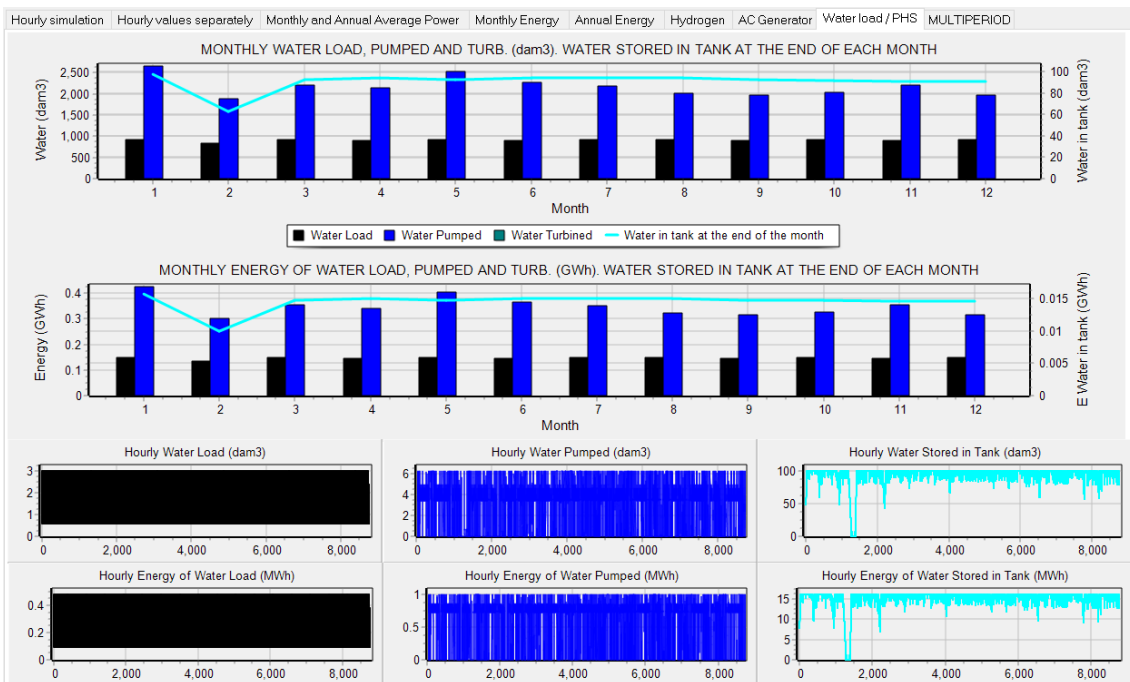 Hourly simulation Hourly values separately Monthly and Annual Average Power Monthly Energy Annual Energy Hydrogen AC Generator Water load / PHS MULTIPERIOD
MONTHLY WATER LOAD, PUMPED AND TURB. (dam3). WATER STORED IN TANK AT THE END OF EACH MONTH
Water (dam3)
2,500
2,000
1,500
1,000
500
0
100
80
60
40
20
0
Water in tank (dam3)
1 2 3 4 5 6 7 8 9 10 11 12
Month
Water Load Water Pumped Water Turbined Water in tank at the end of the month
MONTHLY ENERGY OF WATER LOAD, PUMPED AND TURB. (GWh). WATER STORED IN TANK AT THE END OF EACH MONTH
Energy (GWh)
0.4
0.3
0.2
0.1
0
0.015
0.01
0.005
0
E Water in tank (GWh)
1 2 3 4 5 6 7 8 9 10 11 12
Month
Hourly Water Load (dam3)
3
2
1
0
0 2,000 4,000 6,000 8,000
Hourly Water Pumped (dam3)
6
4
2
0
0 2,000 4,000 6,000 8,000
Hourly Water Stored in Tank (dam3)
100
50
0
0 2,000 4,000 6,000 8,000
Hourly Energy of Water Load (MWh)
0.4
0.2
0
0 2,000 4,000 6,000 8,000
Hourly Energy of Water Pumped (MWh)
1
0.5
0
0 2,000 4,000 6,000 8,000
Hourly Energy of Water Stored in Tank (MWh)
15
10
5
0
0 2,000 4,000 6,000 8,000